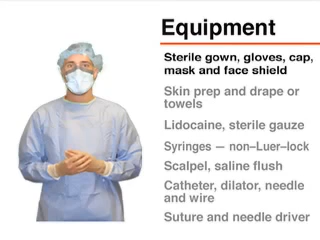 Equipment
Sterile gown, gloves, cap,
mask and face shield
Skin prep and drape or
towels
Lidocaine, sterile gauze
Syringes — non–Luer–lock
Scalpel, saline flush
Catheter, dilator, needle
and wire
Suture and needle driver